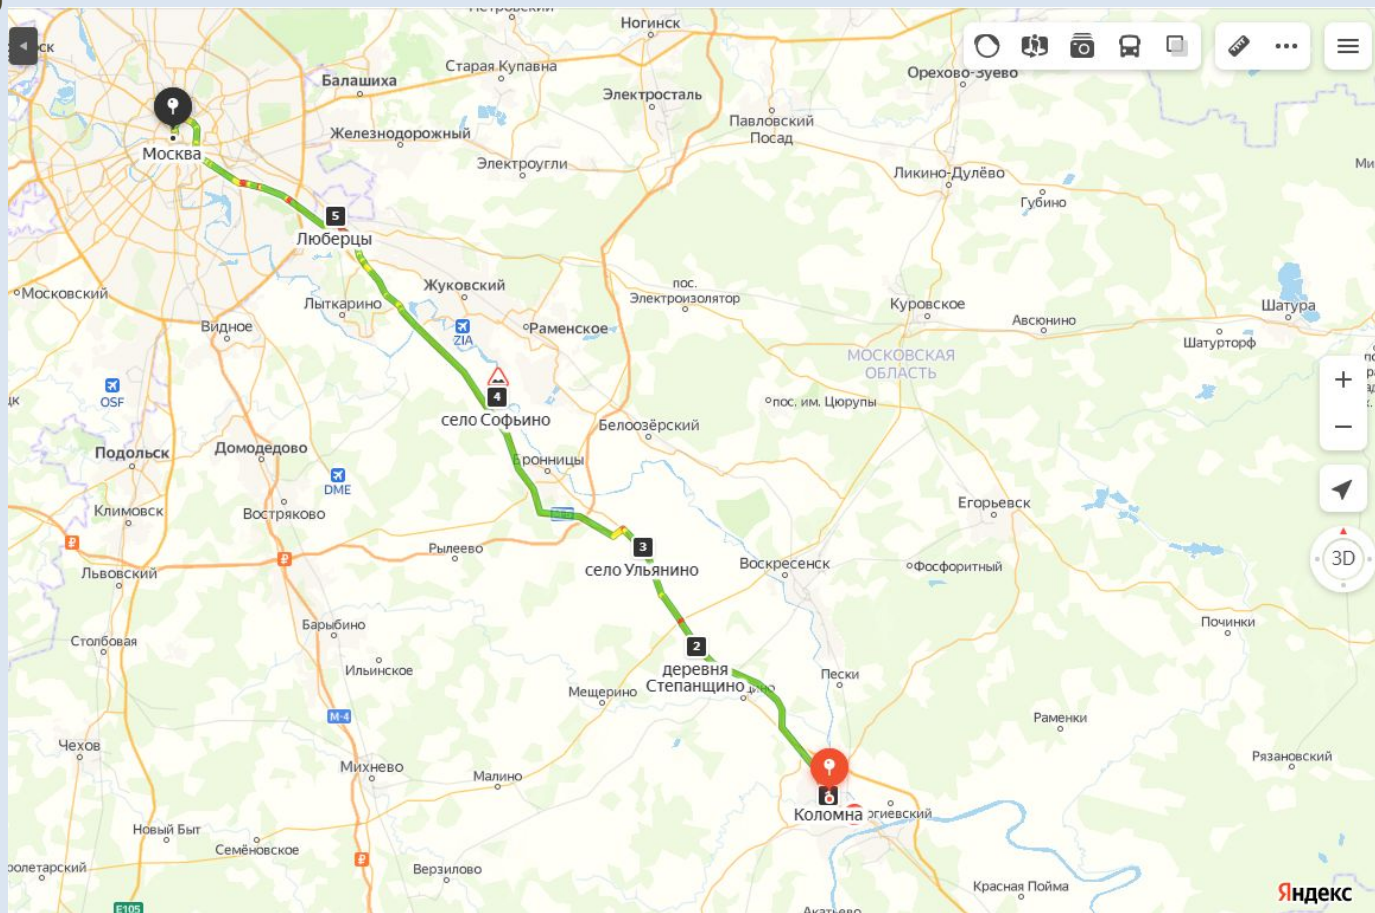 Ногинск
Старая Купавна
Балашиха
Электросталь
Орехово-Зуево
Павловский
Посад
Железнодорожный
Москва
Электроугли
Ликино-Дулёво
Губино
5
Люберцы
Московский
Лыткарино
Жуковский
пос.
Электроизолятор
Куровское
Шатура
Видное
ZIA
Раменское
Авсюнино
Шатурторф
МОСКОВСКАЯ
ОБЛАСТЬ
OSF
4
село Софьино
пос. им. Цюрупы
Белоозёрский
Подольск
Домодедово
Бронницы
DME
Климовск
Востряково
Егорьевск
3
село Ульянино
Рылеево
Воскресенск
Фосфоритный
3D
Львовский
Барыбино
Столбовая
Починки
2
деревня
Степанщино
Ильинское
Мещерино
Пески
М-4
Раменки
Чехов
Михнево
Малино
Рязановский
Коломна
Новый Быт
Семёновское
Верзилово
Красная Пойма
Яндекс
E105